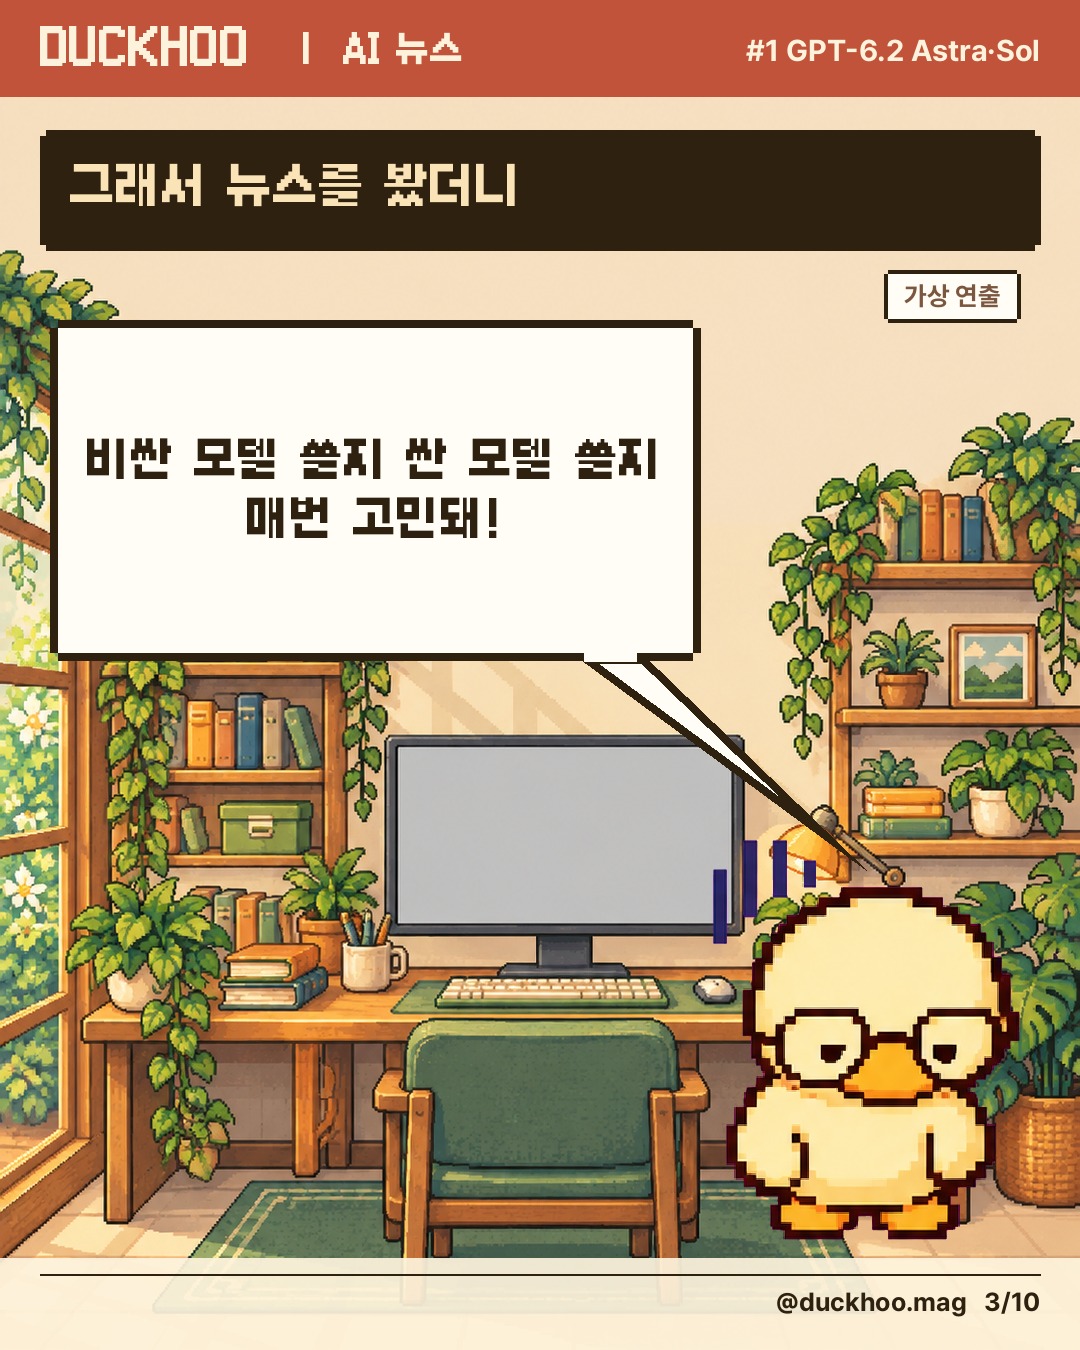 DUCKHOO | AI 뉴스
#1 GPT-6.2 Astra·Sol
그래서 뉴스를 봤더니
가상 연출
비싼 모델 쓸지 싼 모델 쓸지
매번 고민돼!
@duckhoo.mag 3/10